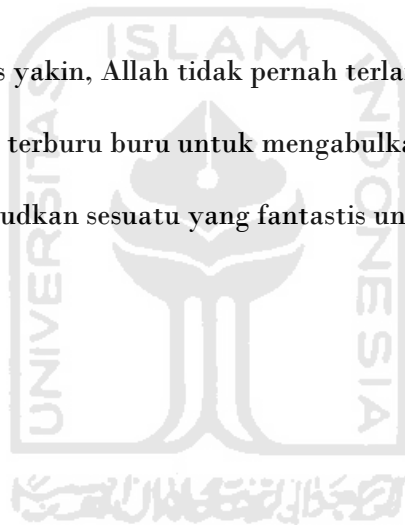 ISLAM
s yakin, Allah tidak pernah terla
terburu buru untuk mengabulka
udkan sesuatu yang fantastis un
UNIVERSITAS
INDONESIA